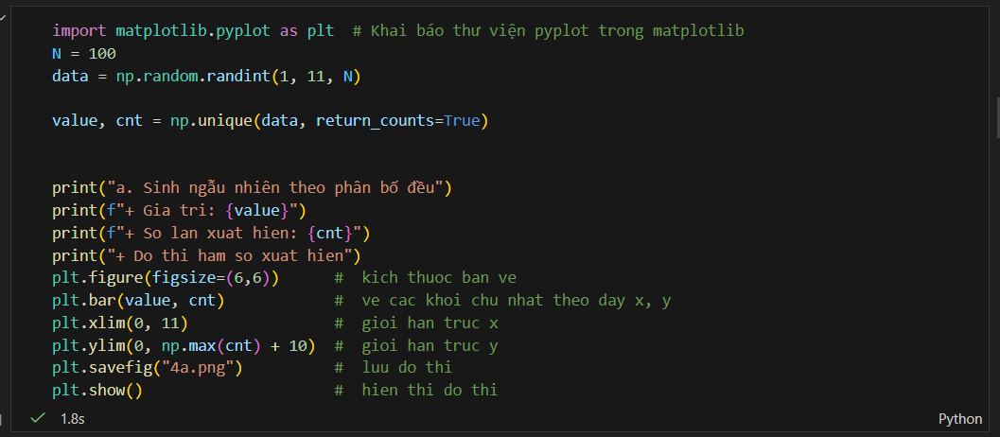 import matplotlib.pyplot as plt  # Khai báo thư viện pyplot trong matplotlib
N = 100
data = np.random.randint(1, 11, N)
value, cnt = np.unique(data, return_counts=True)
print("a. Sinh ngẫu nhiên theo phân bố đều")
print(f"+ Gia tri: {value}")
print(f"+ So lan xuat hien: {cnt}")
print("+ Do thi ham so xuat hien")
plt.figure(figsize=(6,6))      #  kich thuoc ban ve
plt.bar(value, cnt)            #  ve cac khoi chu nhat theo day x, y
plt.xlim(0, 11)                #  gioi han truc x
plt.ylim(0, np.max(cnt) + 10)  #  gioi han truc y
plt.savefig("4a.png")          #  luu do thi
plt.show()                     #  hien thi do thi
1.8s Python